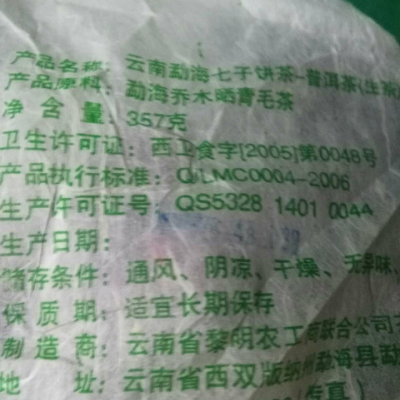 产品名称：云南勐海七子饼茶-普洱茶(生茶
产品原料：勐海乔木晒青毛茶
净含量：357克
卫生许可证：西卫食字[2005]第0048号
产品执行标准：Q/LMC0004-2006
生产许可证号：QS5328 1401 0044
生产日期：
储存条件：通风、阴凉、干燥、无异味、
保质期：适宜长期保存
制造商：云南省黎明农工商联合公司
地址：云南省西双版纳州勐海县勐
（传真）